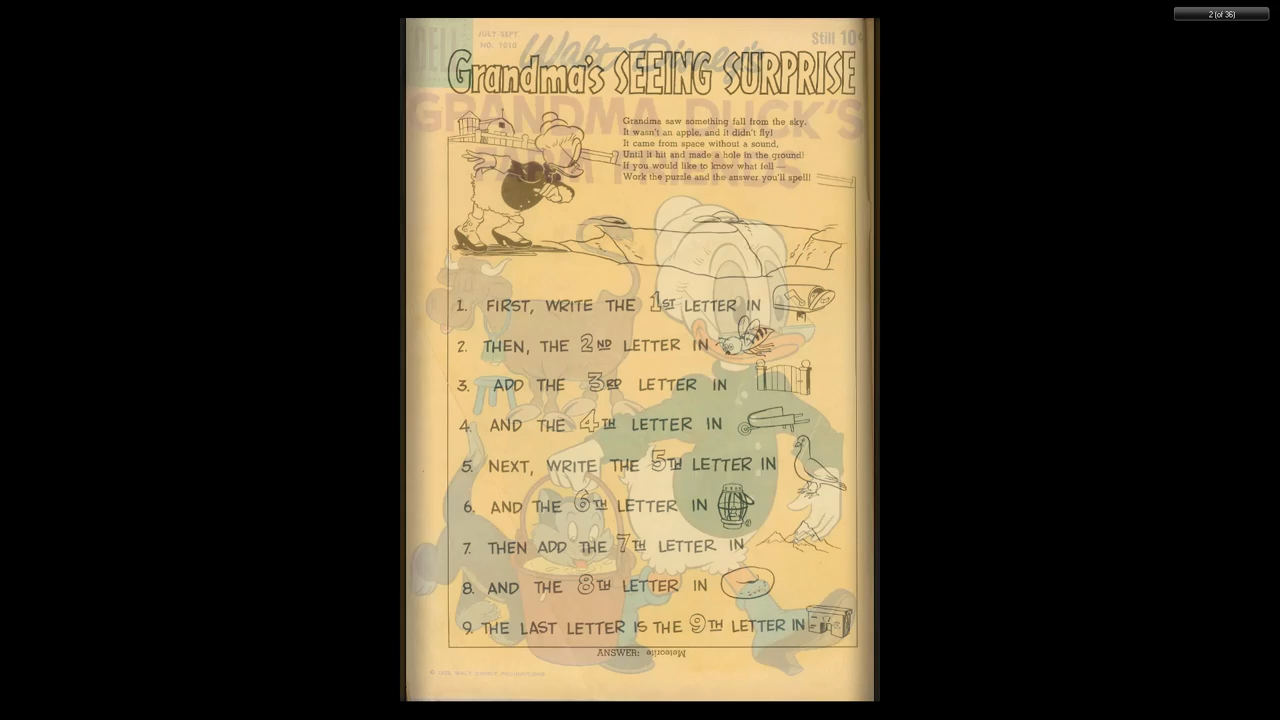 2 (of 36)
DELL
JULY-SEPT.
NO. 1010
Walt Disney's
Still 10¢
Grandma's SEEING SURPRISE
GRANDMA DUCK'S
FARM FRIENDS
Grandma saw something fall from the sky.
It wasn't an apple, and it didn't fly!
It came from space without a sound,
Until it hit and made a hole in the ground!
If you would like to know what fell —
Work the puzzle and the answer you'll spell!
1. FIRST, WRITE THE 1ST LETTER IN
2. THEN, THE 2ND LETTER IN
3. ADD THE 3RD LETTER IN
4. AND THE 4TH LETTER IN
5. NEXT, WRITE THE 5TH LETTER IN
6. AND THE 6TH LETTER IN
7. THEN ADD THE 7TH LETTER IN
8. AND THE 8TH LETTER IN
9. THE LAST LETTER IS THE 9TH LETTER IN
ANSWER: Meteorite
WALT DISNEY PRODUCTIONS